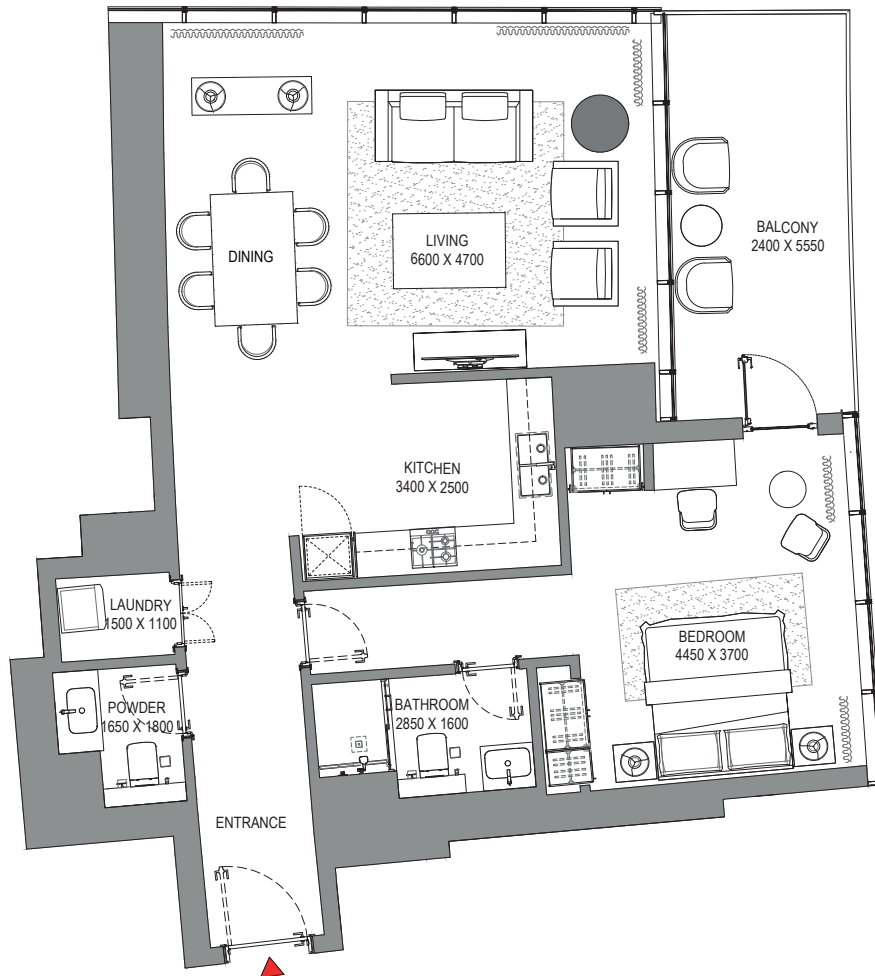 BALCONY
2400 X 5550
LIVING
6600 X 4700
DINING
KITCHEN
3400 X 2500
LAUNDRY
1500 X 1100
BEDROOM
4450 X 3700
POWDER
1650 X 1800
BATHROOM
2850 X 1600
ENTRANCE